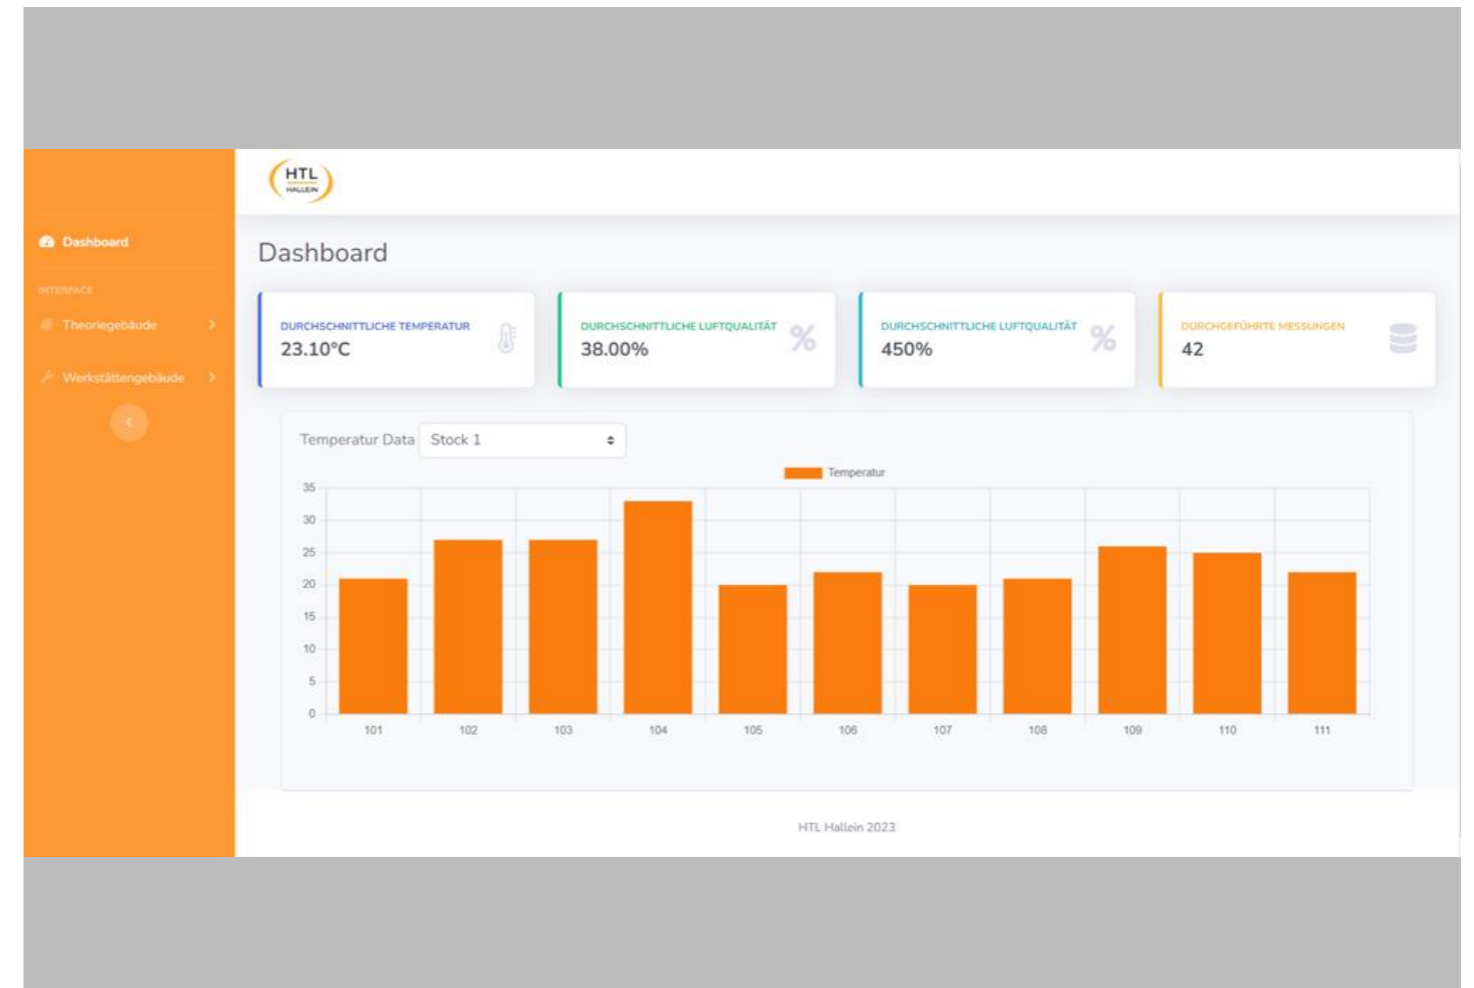 HTL
HALLEIN
Dashboard
INTERFACE
Theoriegebäude
Werkstättengebäude
Dashboard
DURCHSCHNITTLICHE TEMPERATUR
23.10°C
DURCHSCHNITTLICHE LUFTQUALITÄT
38.00%
DURCHSCHNITTLICHE LUFTQUALITÄT
450%
DURCHGEFÜHRTE MESSUNGEN
42
Temperatur Data Stock 1
Temperatur
35
30
25
20
15
10
5
0
101 102 103 104 105 106 107 108 109 110 111
HTL Hallein 2023